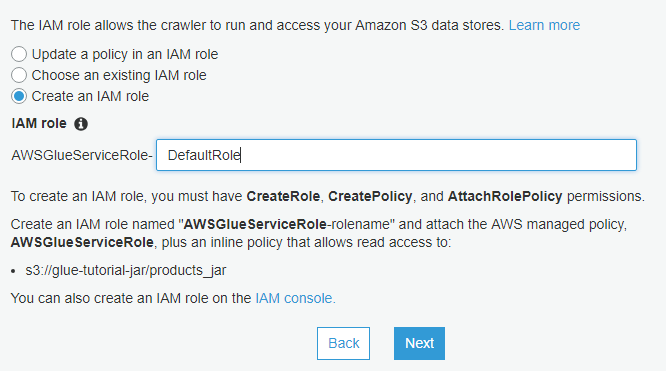 The IAM role allows the crawler to run and access your Amazon S3 data stores. Learn more
Update a policy in an IAM role
Choose an existing IAM role
Create an IAM role
IAM role
AWSGlueServiceRole- DefaultRole
To create an IAM role, you must have CreateRole, CreatePolicy, and AttachRolePolicy permissions.
Create an IAM role named "AWSGlueServiceRole-rolename" and attach the AWS managed policy,
AWSGlueServiceRole, plus an inline policy that allows read access to:
• s3://glue-tutorial-jar/products_jar
You can also create an IAM role on the IAM console.
Back Next